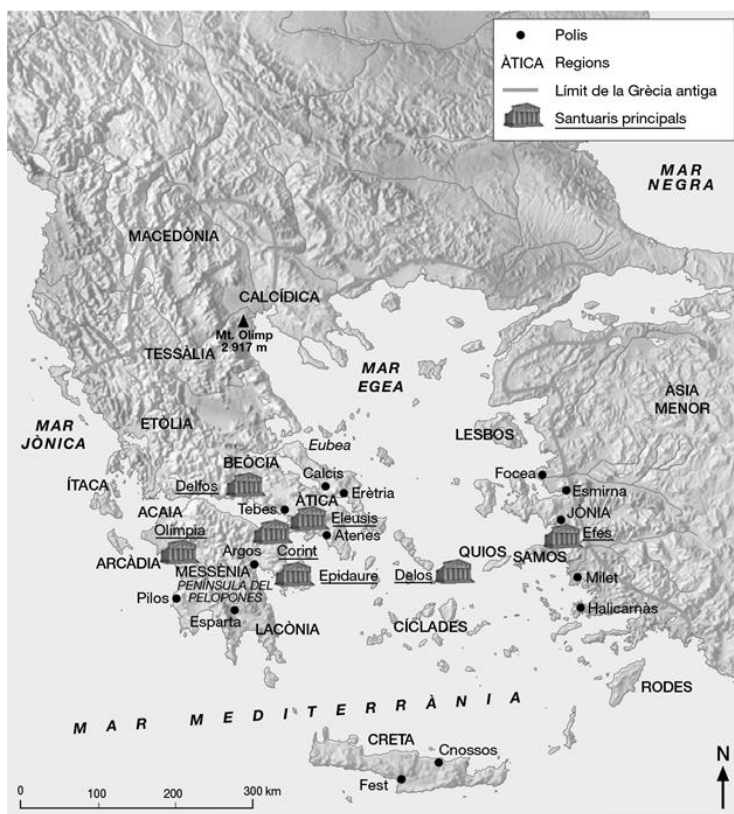 Polis
ÀTICA Regions
Límit de la Grècia antiga
Santuaris principals
MAR
NEGRA
MACEDÒNIA
CALCÍDICA
Mt. Olimp
2 917 m
TESSÀLIA
MAR
EGEA
ÀSIA
MENOR
MAR
JÒNICA
ETÒLIA
LESBOS
Eubea
BEÒCIA
ÍTACA
Delfos
Calcis
Focea
Erètria
Esmirna
ÀTICA
ACAIA
Tebes
Eleusis
JÒNIA
Olímpia
Atenes
Efes
Corint
ARCÀDIA
Argos
QUIOS
SAMOS
MESSÈNIA
Epidaure
Delos
Milet
PENÍNSULA DEL
PELOPONÈS
Pilos
Halicarnàs
Esparta
LACÒNIA
CÍCLADES
RODES
MAR MEDITERRÀNIA
CRETA
Cnossos
Fest
N
0 100 200 300 km